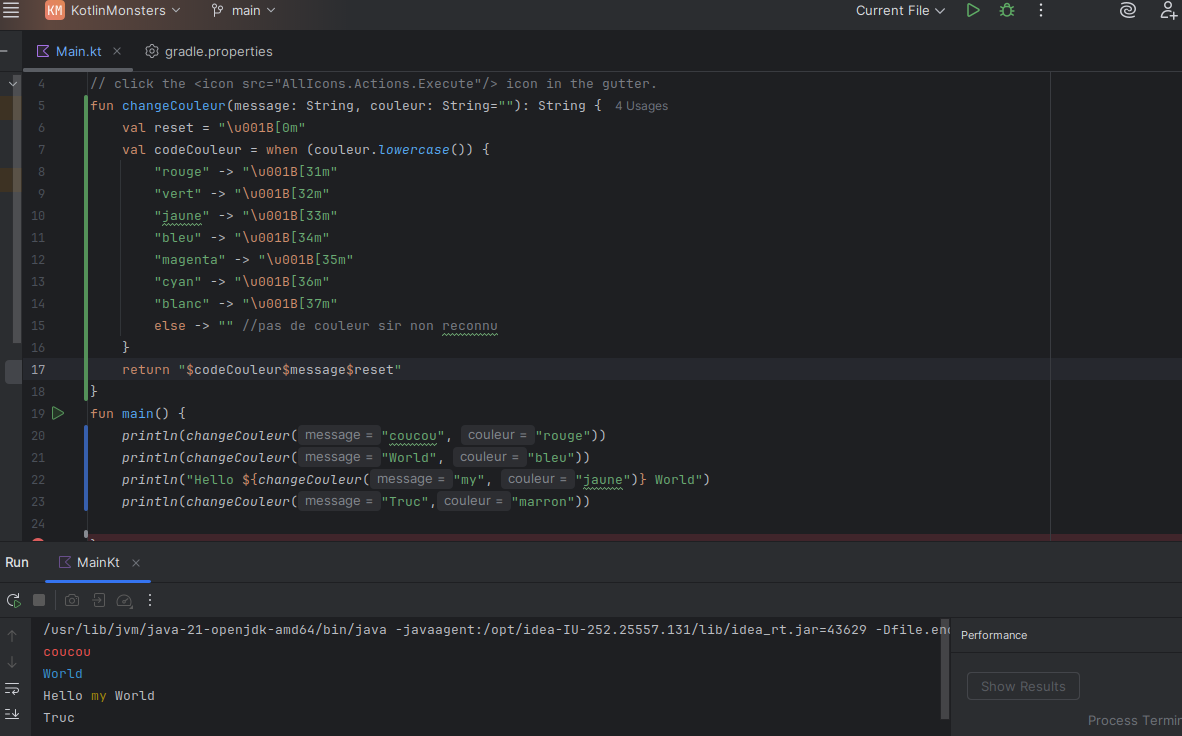 KM KotlinMonsters main Current File
Main.kt gradle.properties
4 // click the <icon src="AllIcons.Actions.Execute"/> icon in the gutter.
5 fun changeCouleur(message: String, couleur: String=""): String { 4 Usages
6 val reset = "\u001B[0m"
7 val codeCouleur = when (couleur.lowercase()) {
8 "rouge" -> "\u001B[31m"
9 "vert" -> "\u001B[32m"
10 "jaune" -> "\u001B[33m"
11 "bleu" -> "\u001B[34m"
12 "magenta" -> "\u001B[35m"
13 "cyan" -> "\u001B[36m"
14 "blanc" -> "\u001B[37m"
15 else -> "" //pas de couleur sir non reconnu
16 }
17 return "$codeCouleur$message$reset"
18 }
19 fun main() {
20 println(changeCouleur( message = "coucou", couleur = "rouge"))
21 println(changeCouleur( message = "World", couleur = "bleu"))
22 println("Hello ${changeCouleur( message = "my", couleur = "jaune")} World")
23 println(changeCouleur( message = "Truc", couleur = "marron"))
24
Run MainKt
/usr/lib/jvm/java-21-openjdk-amd64/bin/java -javaagent:/opt/idea-IU-252.25557.131/lib/idea_rt.jar=43629 -Dfile.enc
coucou
World
Hello my World
Truc
Performance
Show Results
Process Termin